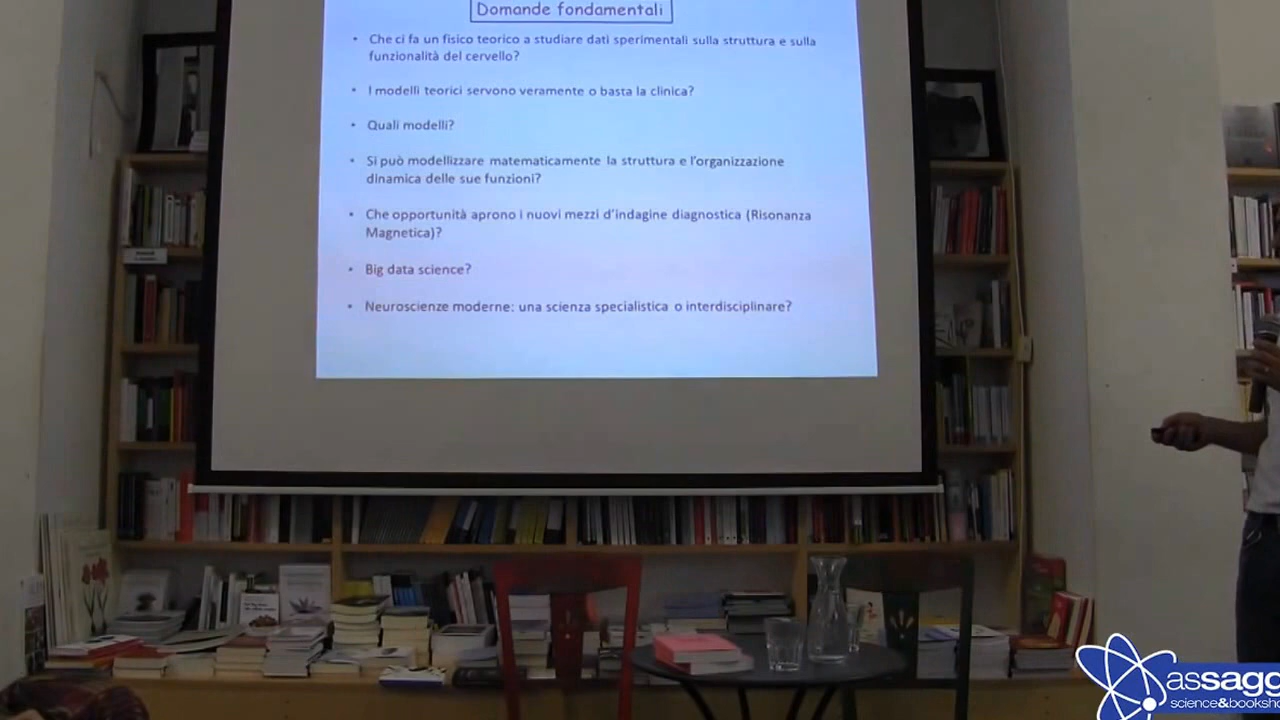 Domande fondamentali
• Che ci fa un fisico teorico a studiare dati sperimentali sulla struttura e sulla
funzionalità del cervello?
• I modelli teorici servono veramente o basta la clinica?
• Quali modelli?
• Si può modellizzare matematicamente la struttura e l'organizzazione
dinamica delle sue funzioni?
• Che opportunità aprono i nuovi mezzi d'indagine diagnostica (Risonanza
Magnetica)?
• Big data science?
• Neuroscienze moderne: una scienza specialistica o interdisciplinare?
assagg
science&booksho